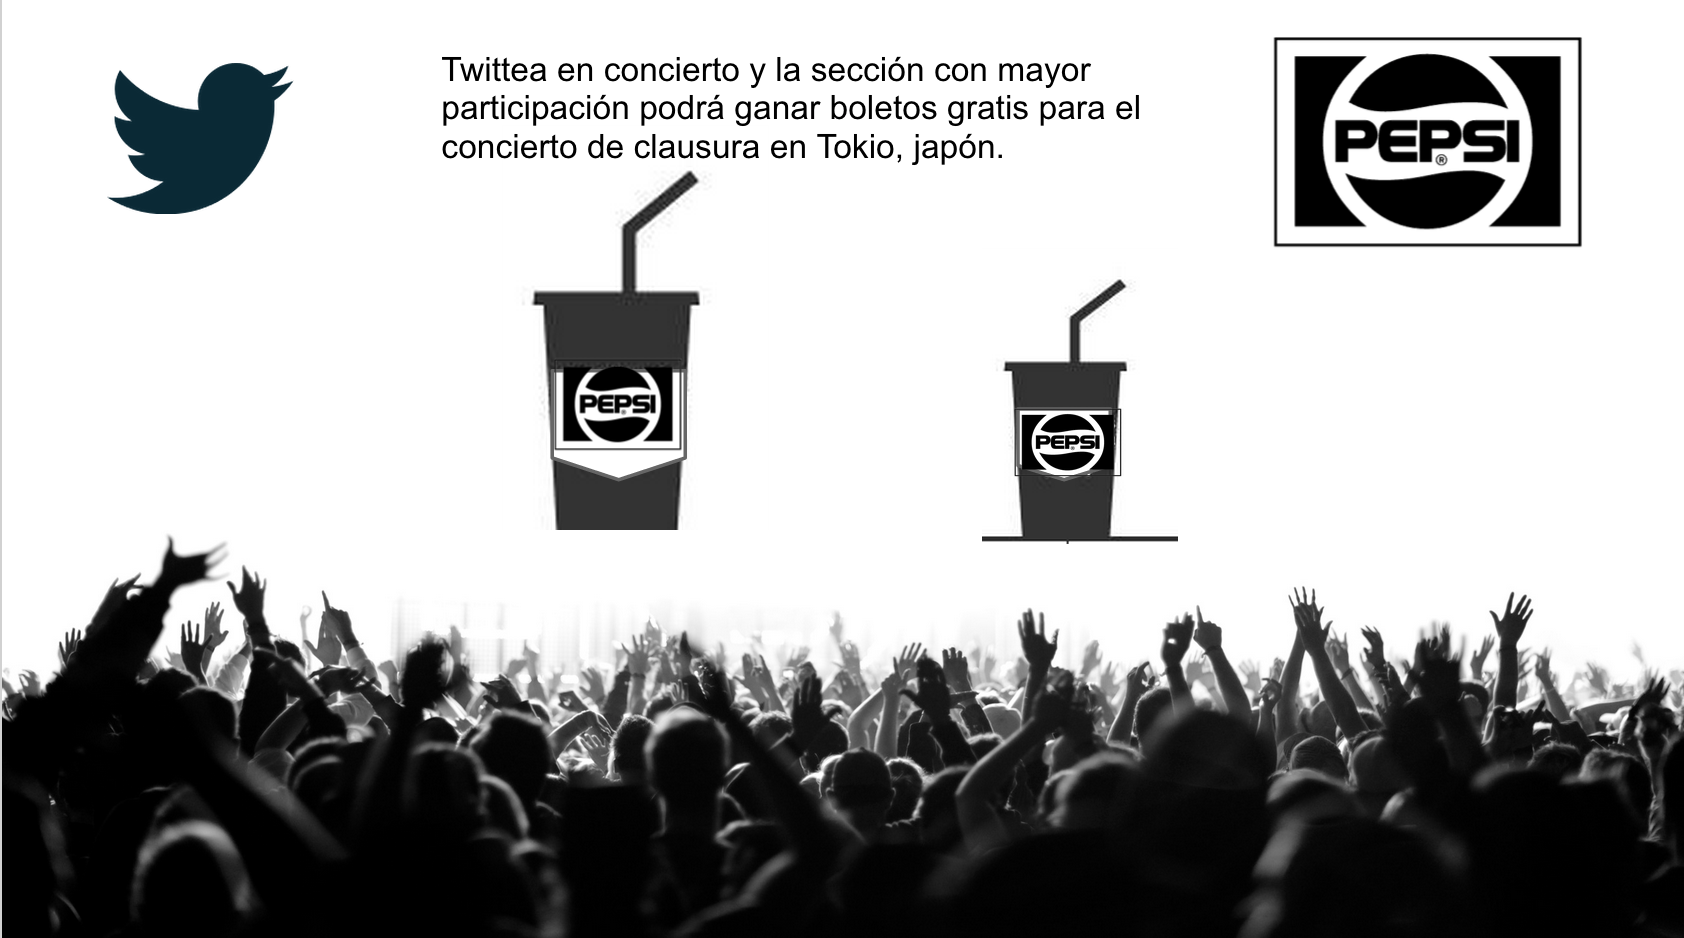 Twittea en concierto y la sección con mayor
participación podrá ganar boletos gratis para el
concierto de clausura en Tokio, japón.
PEPSI
®
PEPSI
PEPSI